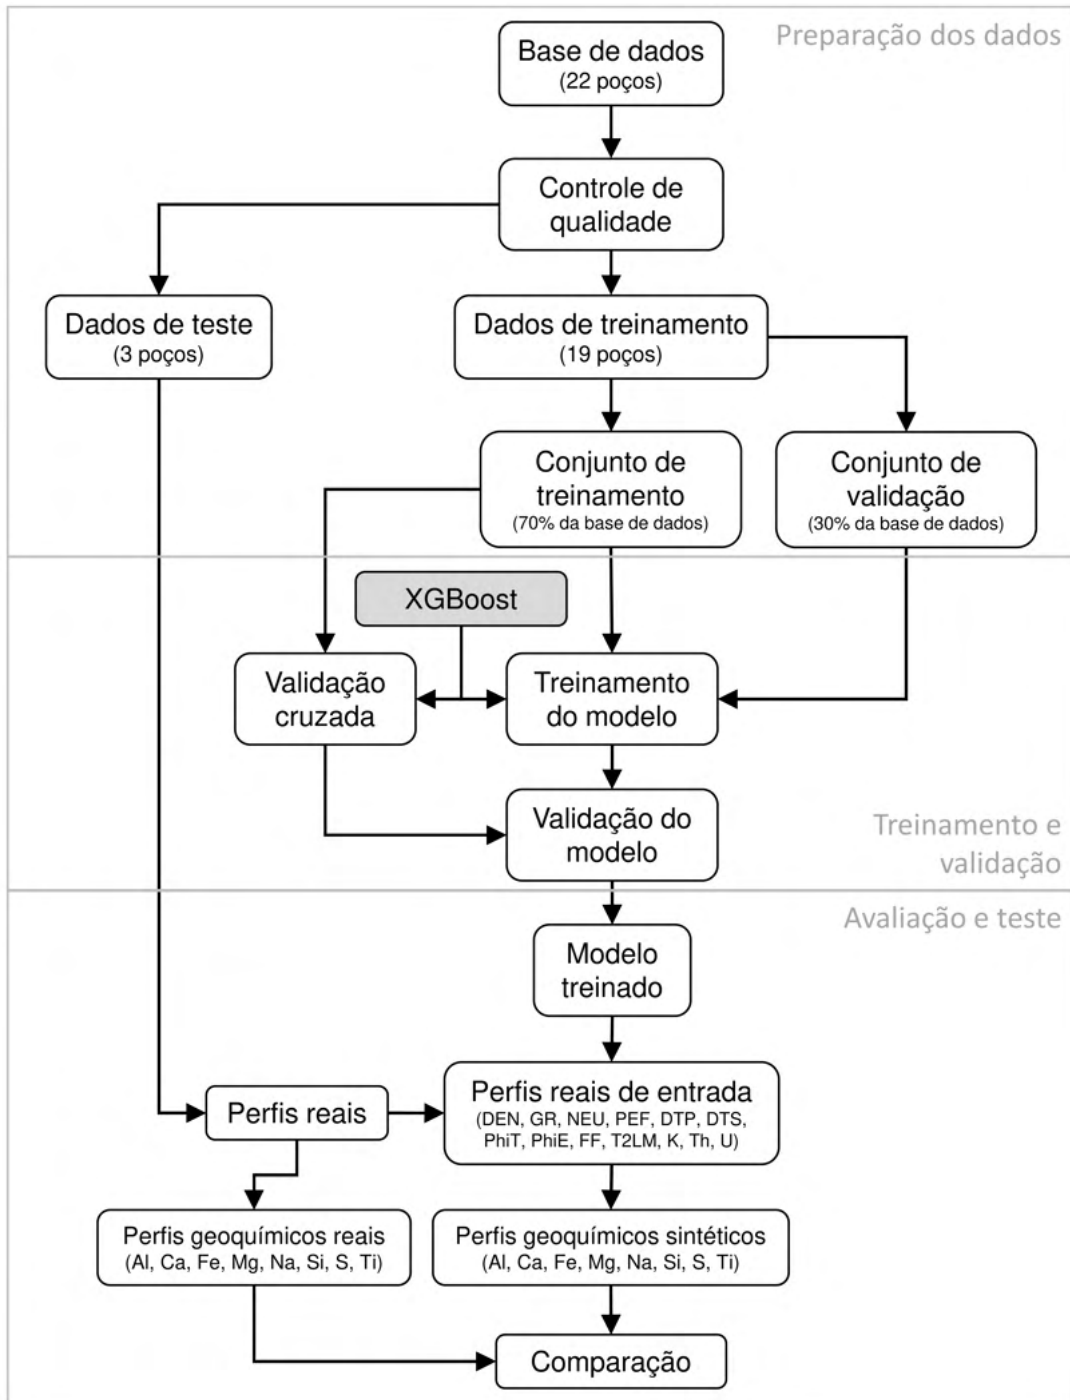 Preparação dos dados
Base de dados
(22 poços)
Controle de
qualidade
Dados de teste
(3 poços)
Dados de treinamento
(19 poços)
Conjunto de
treinamento
(70% da base de dados)
Conjunto de
validação
(30% da base de dados)
XGBoost
Validação
cruzada
Treinamento
do modelo
Validação do
modelo
Treinamento e
validação
Avaliação e teste
Modelo
treinado
Perfis reais
Perfis reais de entrada
(DEN, GR, NEU, PEF, DTP, DTS,
PhiT, PhiE, FF, T2LM, K, Th, U)
Perfis geoquímicos reais
(Al, Ca, Fe, Mg, Na, Si, S, Ti)
Perfis geoquímicos sintéticos
(Al, Ca, Fe, Mg, Na, Si, S, Ti)
Comparação